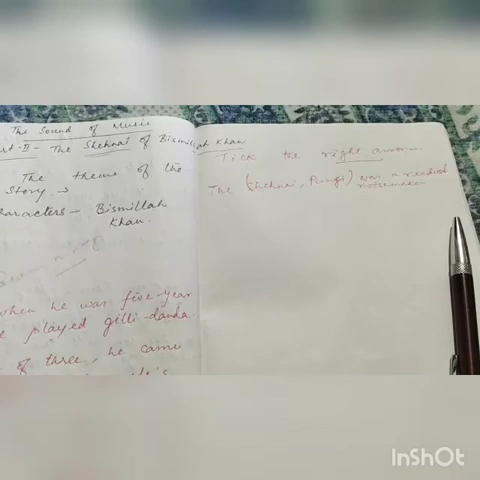 The Sound of Music
rt-II - The Shehnai of Bismillah Khan
The theme of the
Story →
characters - Bismillah
Khan.
when he was five-year
e played gilli-danda.
of three, he came
Tick the right answer
The (Shehnai, Pungi) was a reeded
noisemaker
InShOt